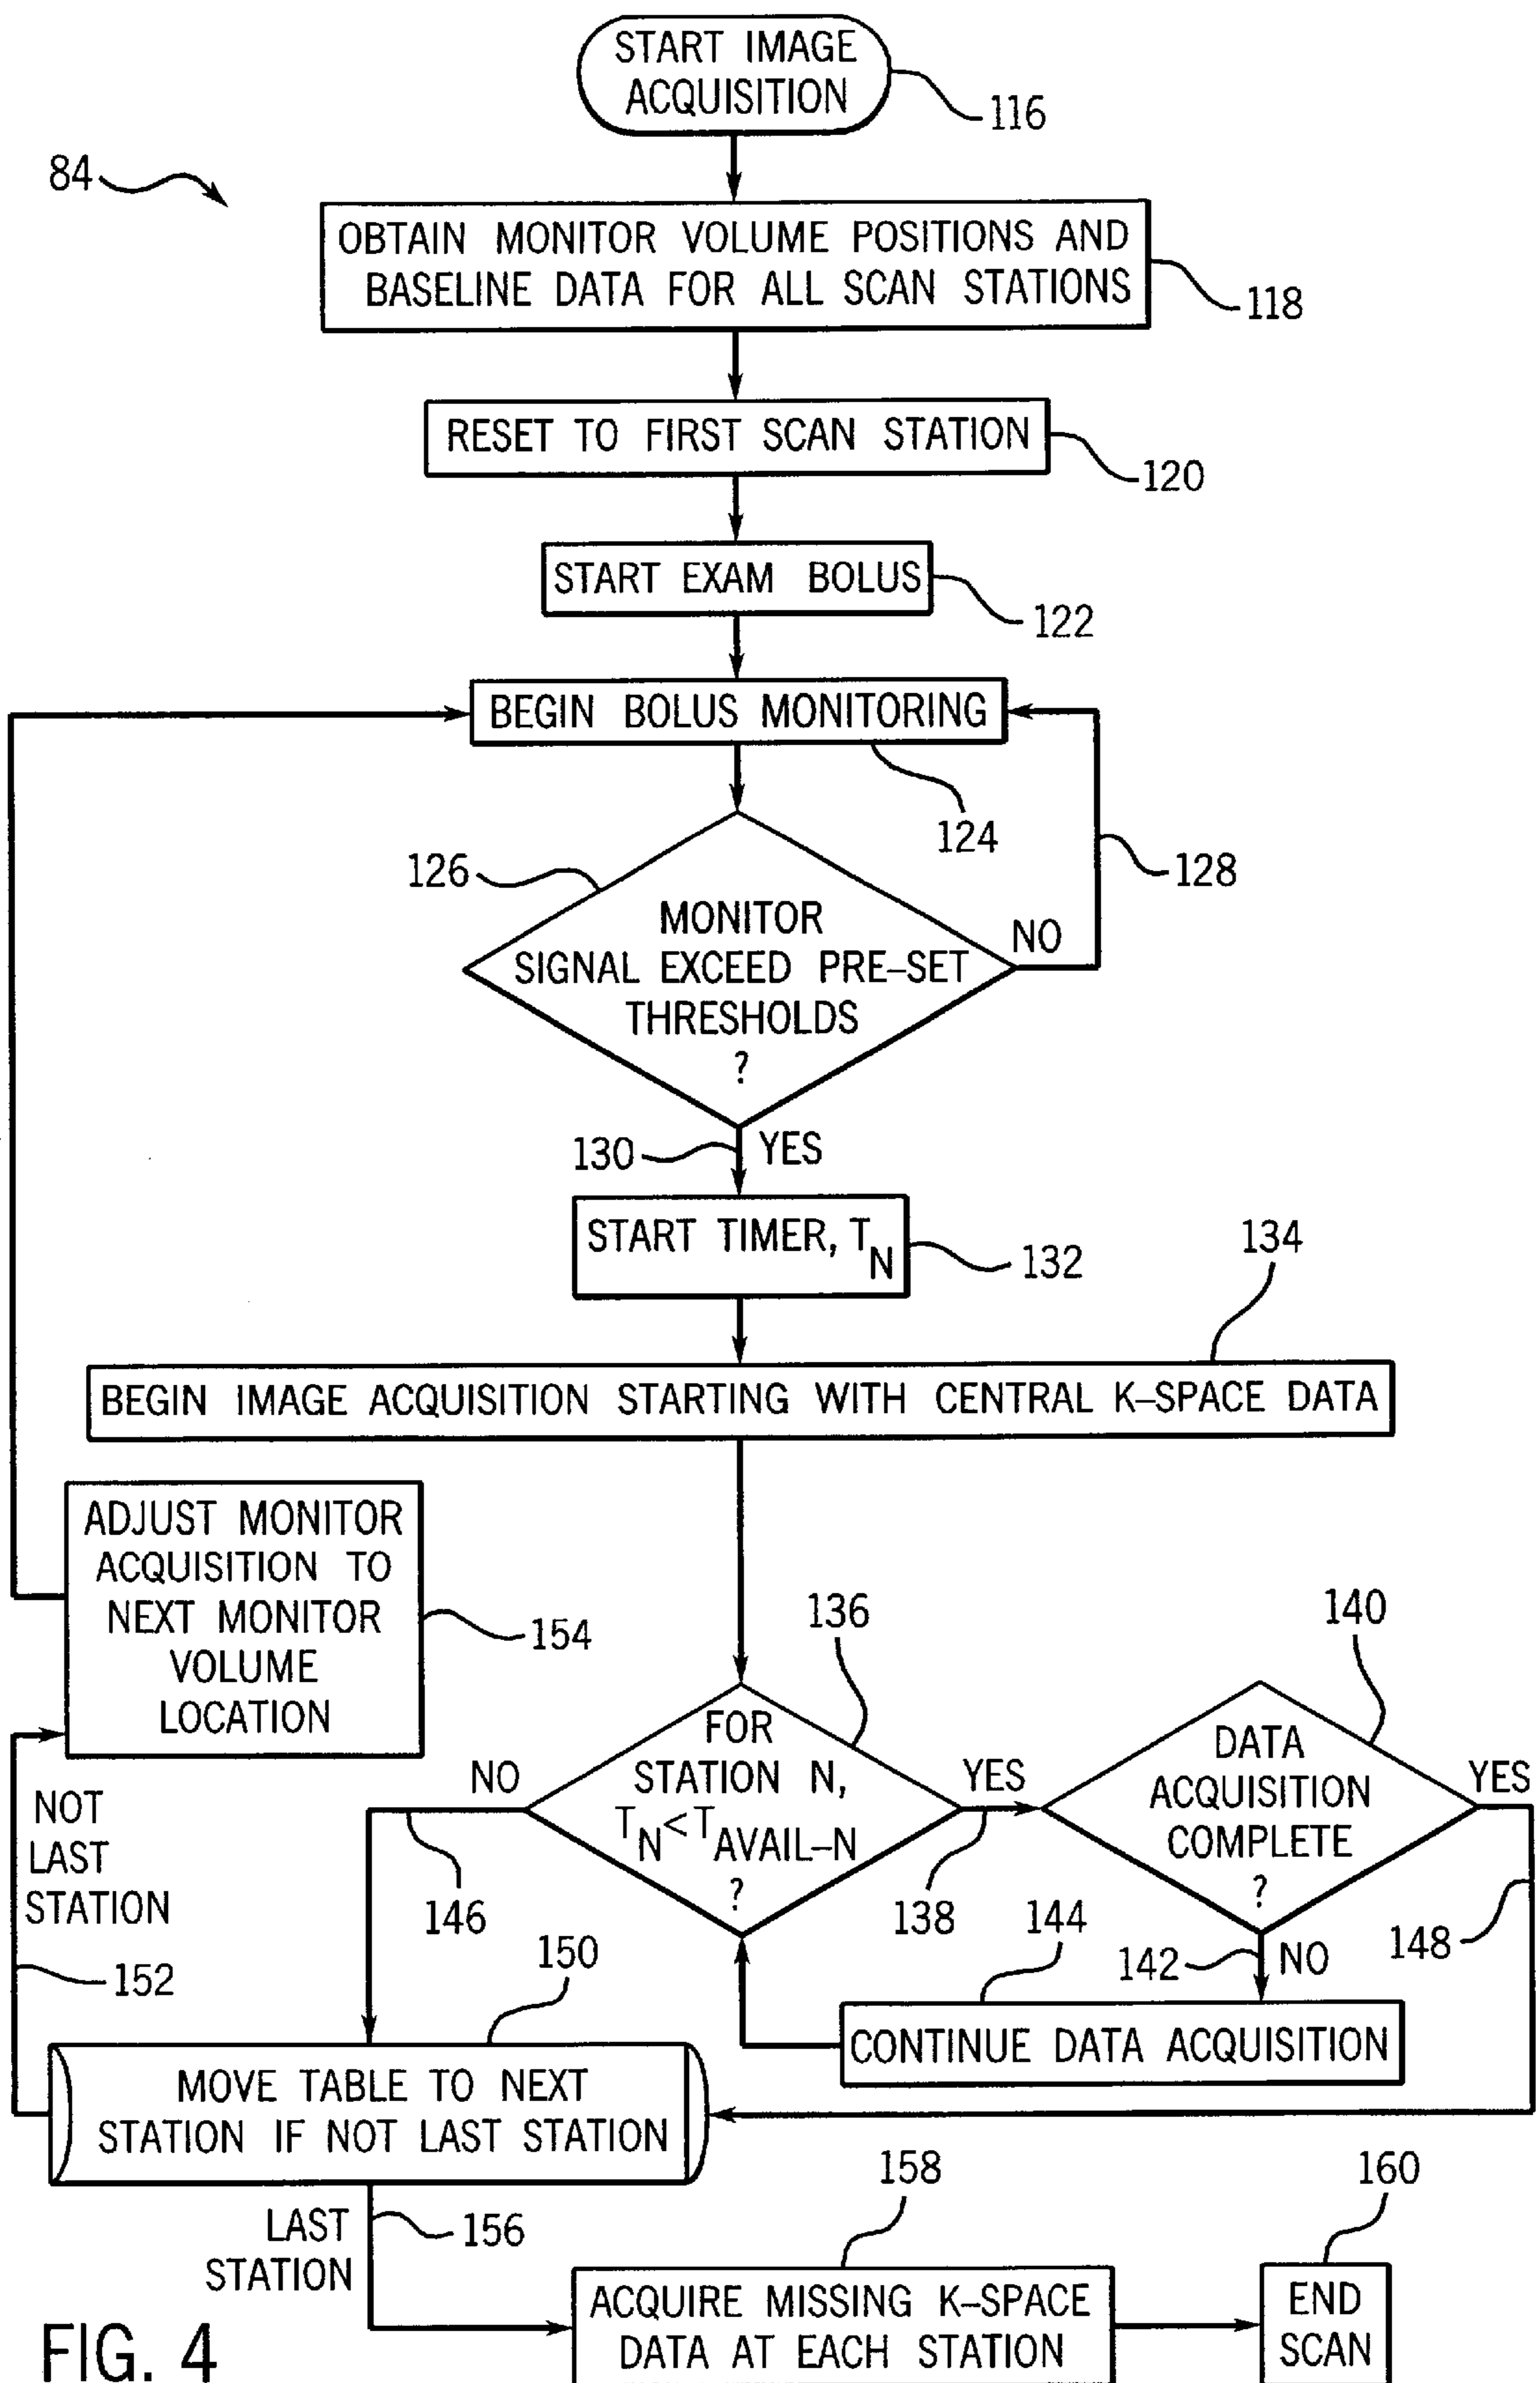 START IMAGE
ACQUISITION
116
84
OBTAIN MONITOR VOLUME POSITIONS AND
BASELINE DATA FOR ALL SCAN STATIONS
118
RESET TO FIRST SCAN STATION
120
START EXAM BOLUS
122
BEGIN BOLUS MONITORING
124
126
128
MONITOR
SIGNAL EXCEED PRE-SET
THRESHOLDS
?
NO
130
YES
START TIMER, TN
132
134
BEGIN IMAGE ACQUISITION STARTING WITH CENTRAL K-SPACE DATA
ADJUST MONITOR
ACQUISITION TO
NEXT MONITOR
VOLUME
LOCATION
154
136
140
FOR
STATION N,
TN<TAVAIL-N
?
NO
YES
DATA
ACQUISITION
COMPLETE
?
YES
NOT
LAST
STATION
146
138
144
148
152
150
142
NO
CONTINUE DATA ACQUISITION
MOVE TABLE TO NEXT
STATION IF NOT LAST STATION
158
160
LAST
STATION
156
ACQUIRE MISSING K-SPACE
DATA AT EACH STATION
END
SCAN
FIG. 4